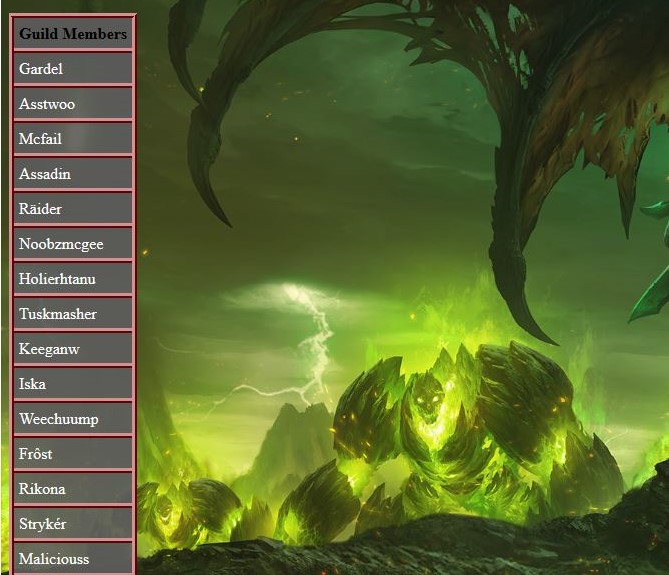 Guild Members
Gardel
Asstwoo
Mcfail
Assadin
Räider
Noobzmcgee
Holierhtanu
Tuskmasher
Keeganw
Iska
Weechuump
Frôst
Rikona
Strykér
Maliciouss